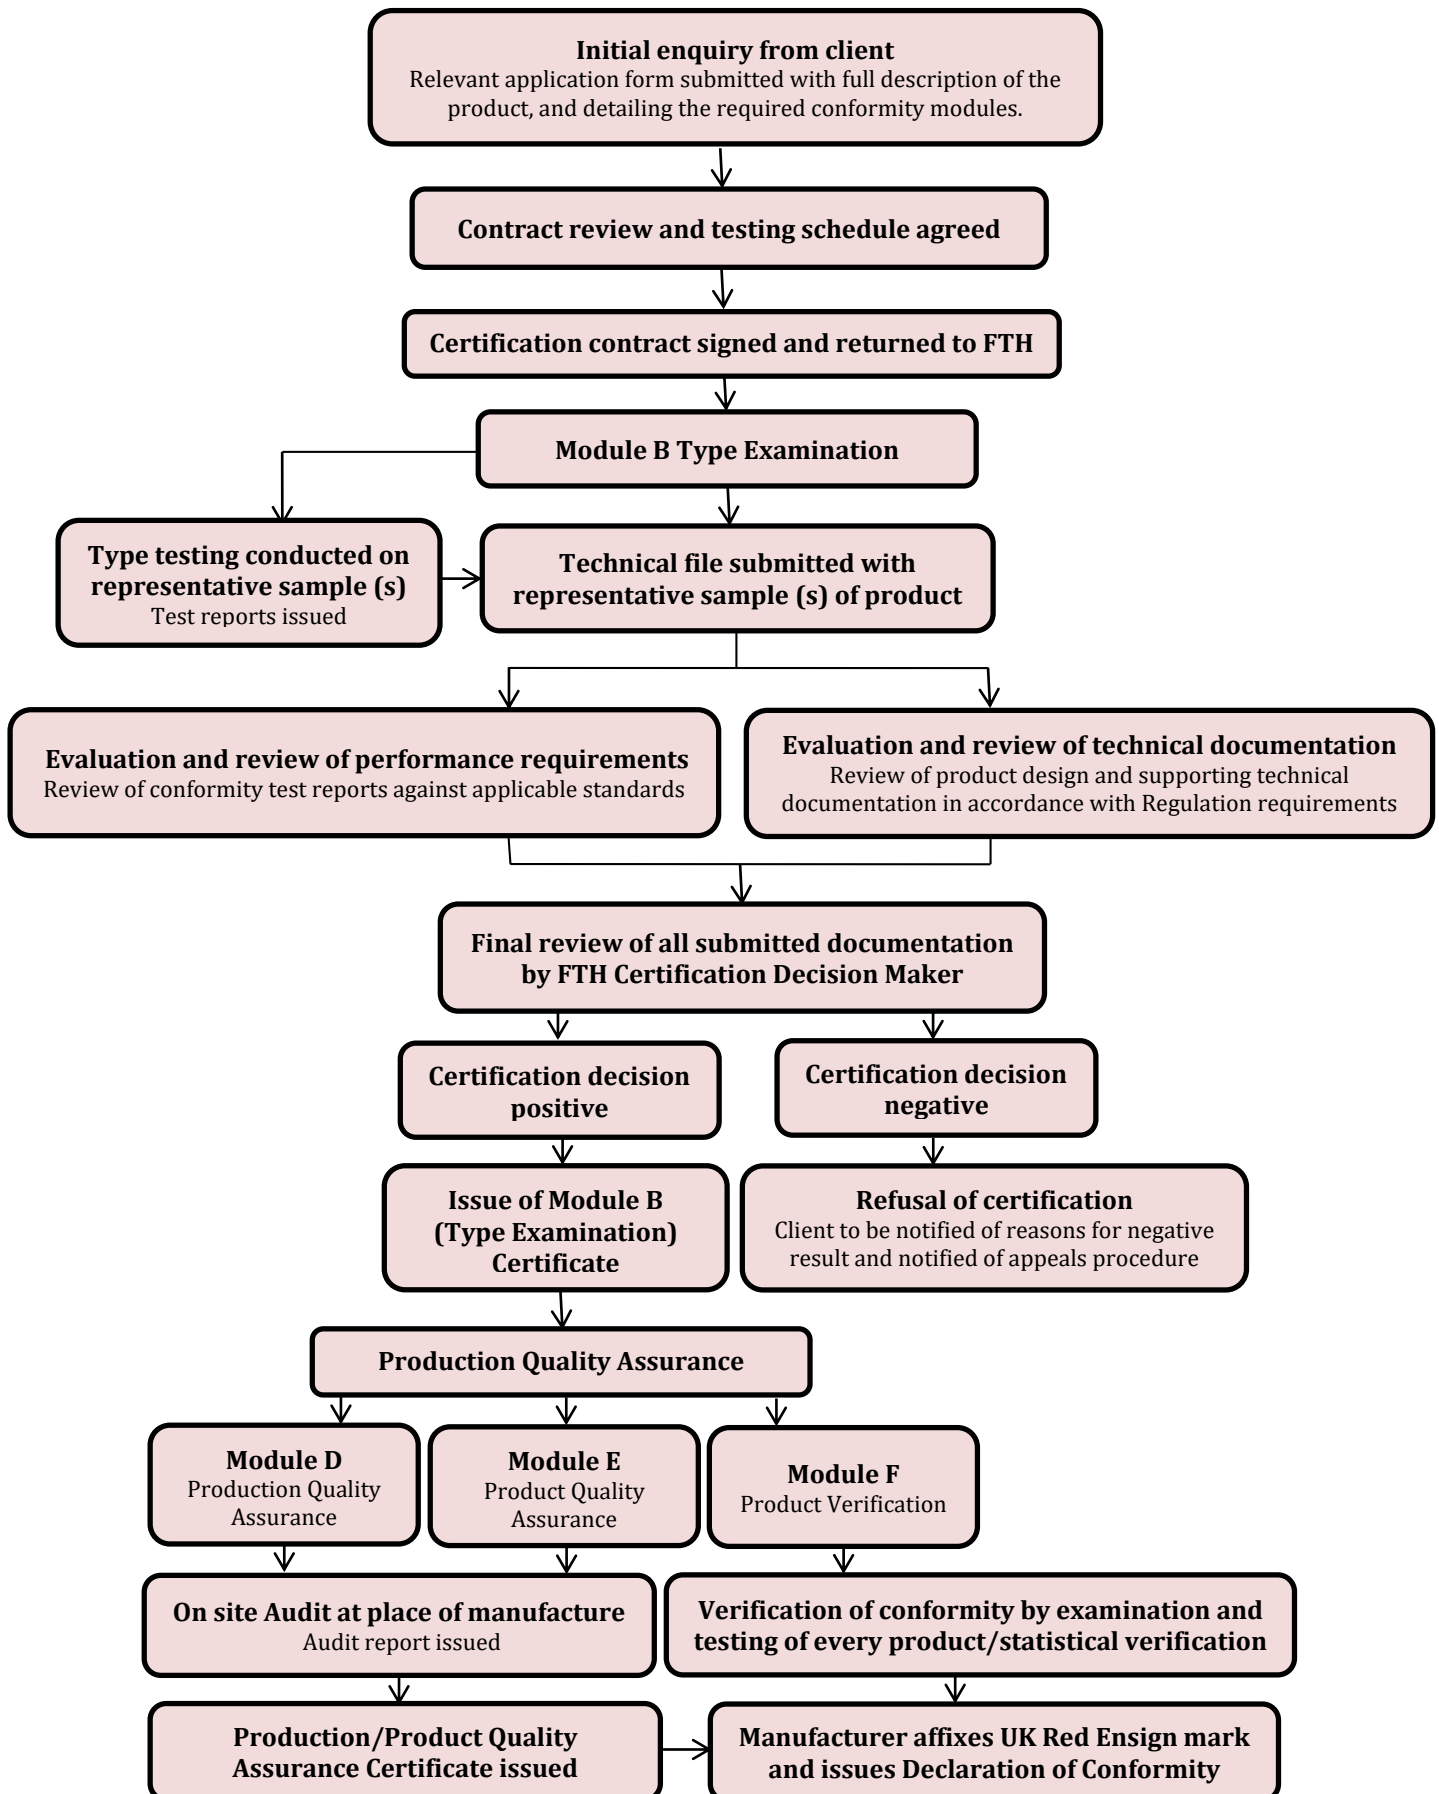 Initial enquiry from client
Relevant application form submitted with full description of the
product, and detailing the required conformity modules.
Contract review and testing schedule agreed
Certification contract signed and returned to FTH
Module B Type Examination
Type testing conducted on
representative sample (s)
Test reports issued
Technical file submitted with
representative sample (s) of product
Evaluation and review of performance requirements
Review of conformity test reports against applicable standards
Evaluation and review of technical documentation
Review of product design and supporting technical
documentation in accordance with Regulation requirements
Final review of all submitted documentation
by FTH Certification Decision Maker
Certification decision
positive
Certification decision
negative
Issue of Module B
(Type Examination)
Certificate
Refusal of certification
Client to be notified of reasons for negative
result and notified of appeals procedure
Production Quality Assurance
Module D
Production Quality
Assurance
Module E
Product Quality
Assurance
Module F
Product Verification
On site Audit at place of manufacture
Audit report issued
Verification of conformity by examination and
testing of every product/statistical verification
Production/Product Quality
Assurance Certificate issued
Manufacturer affixes UK Red Ensign mark
and issues Declaration of Conformity